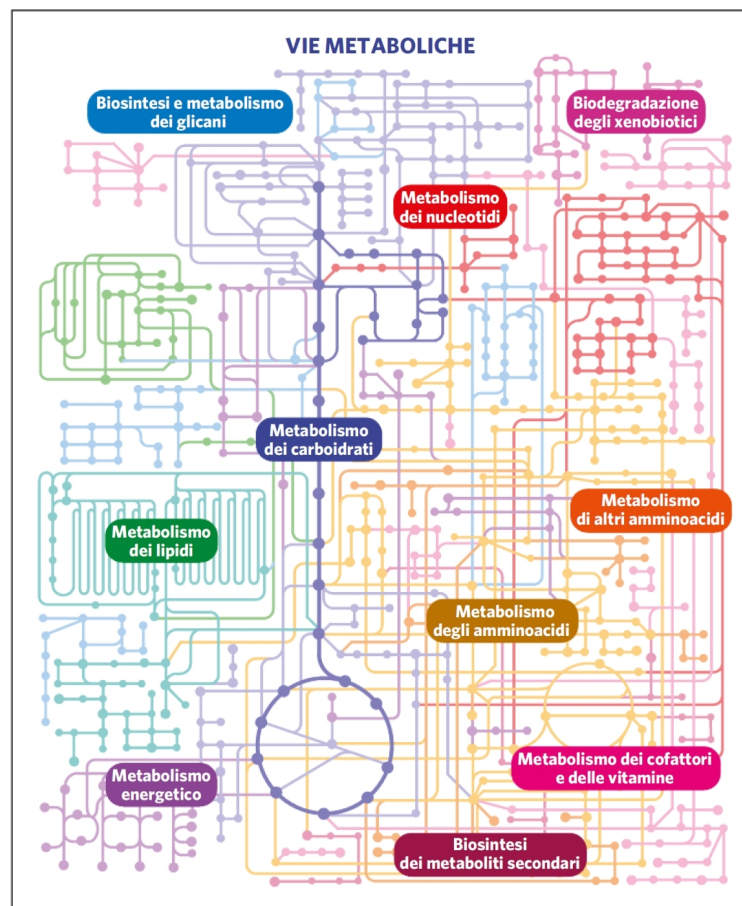 VIE METABOLICHE
Biosintesi e metabolismo
dei glicani
Biodegradazione
degli xenobiotici
Metabolismo
dei nucleotidi
Metabolismo
dei carboidrati
Metabolismo
di altri amminoacidi
Metabolismo
dei lipidi
Metabolismo
degli amminoacidi
Metabolismo dei cofattori
e delle vitamine
Metabolismo
energetico
Biosintesi
dei metaboliti secondari